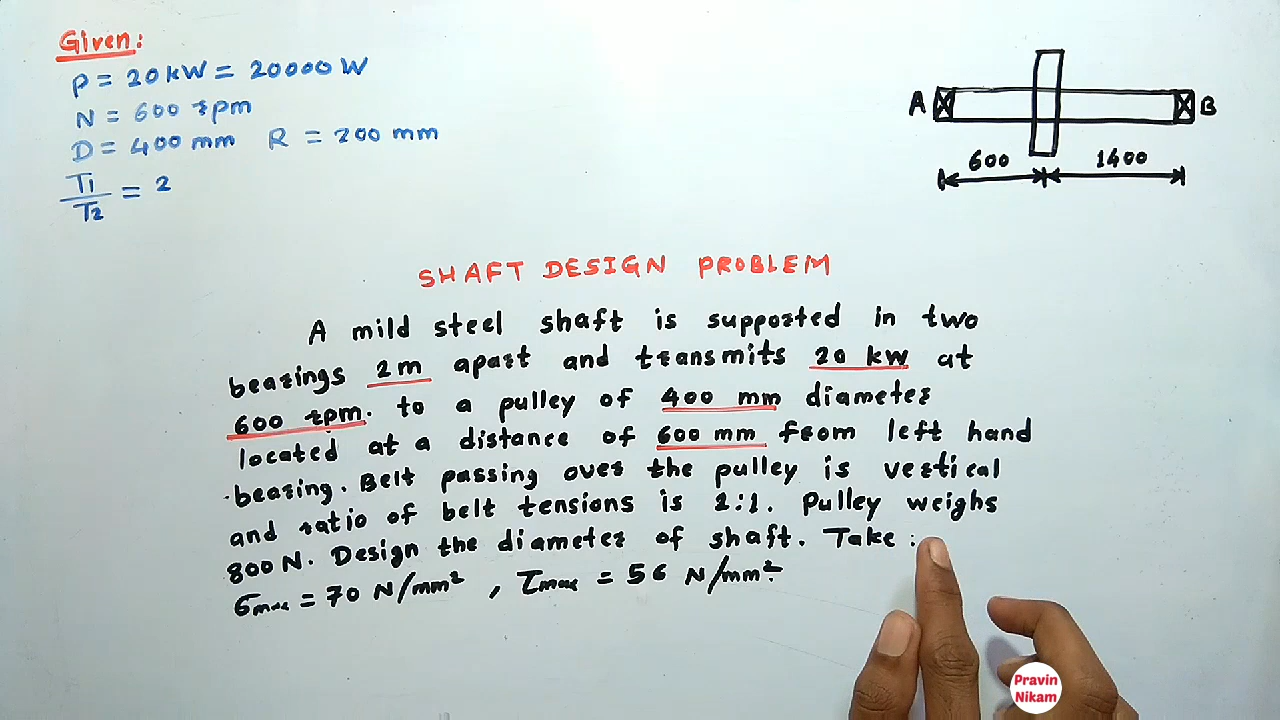 Given:
P = 20 kW = 20000 W
N = 600 rpm
D = 400 mm R = 200 mm
T1/T2 = 2
A B
600 1400
SHAFT DESIGN PROBLEM
A mild steel shaft is supported in two
bearings 2m apart and transmits 20 kW at
600 rpm. to a pulley of 400 mm diameter
located at a distance of 600 mm from left hand
bearing. Belt passing over the pulley is vertical
and ratio of belt tensions is 2:1. Pulley weighs
800 N. Design the diameter of shaft. Take :
σmax = 70 N/mm², τmax = 56 N/mm².
Pravin
Nikam